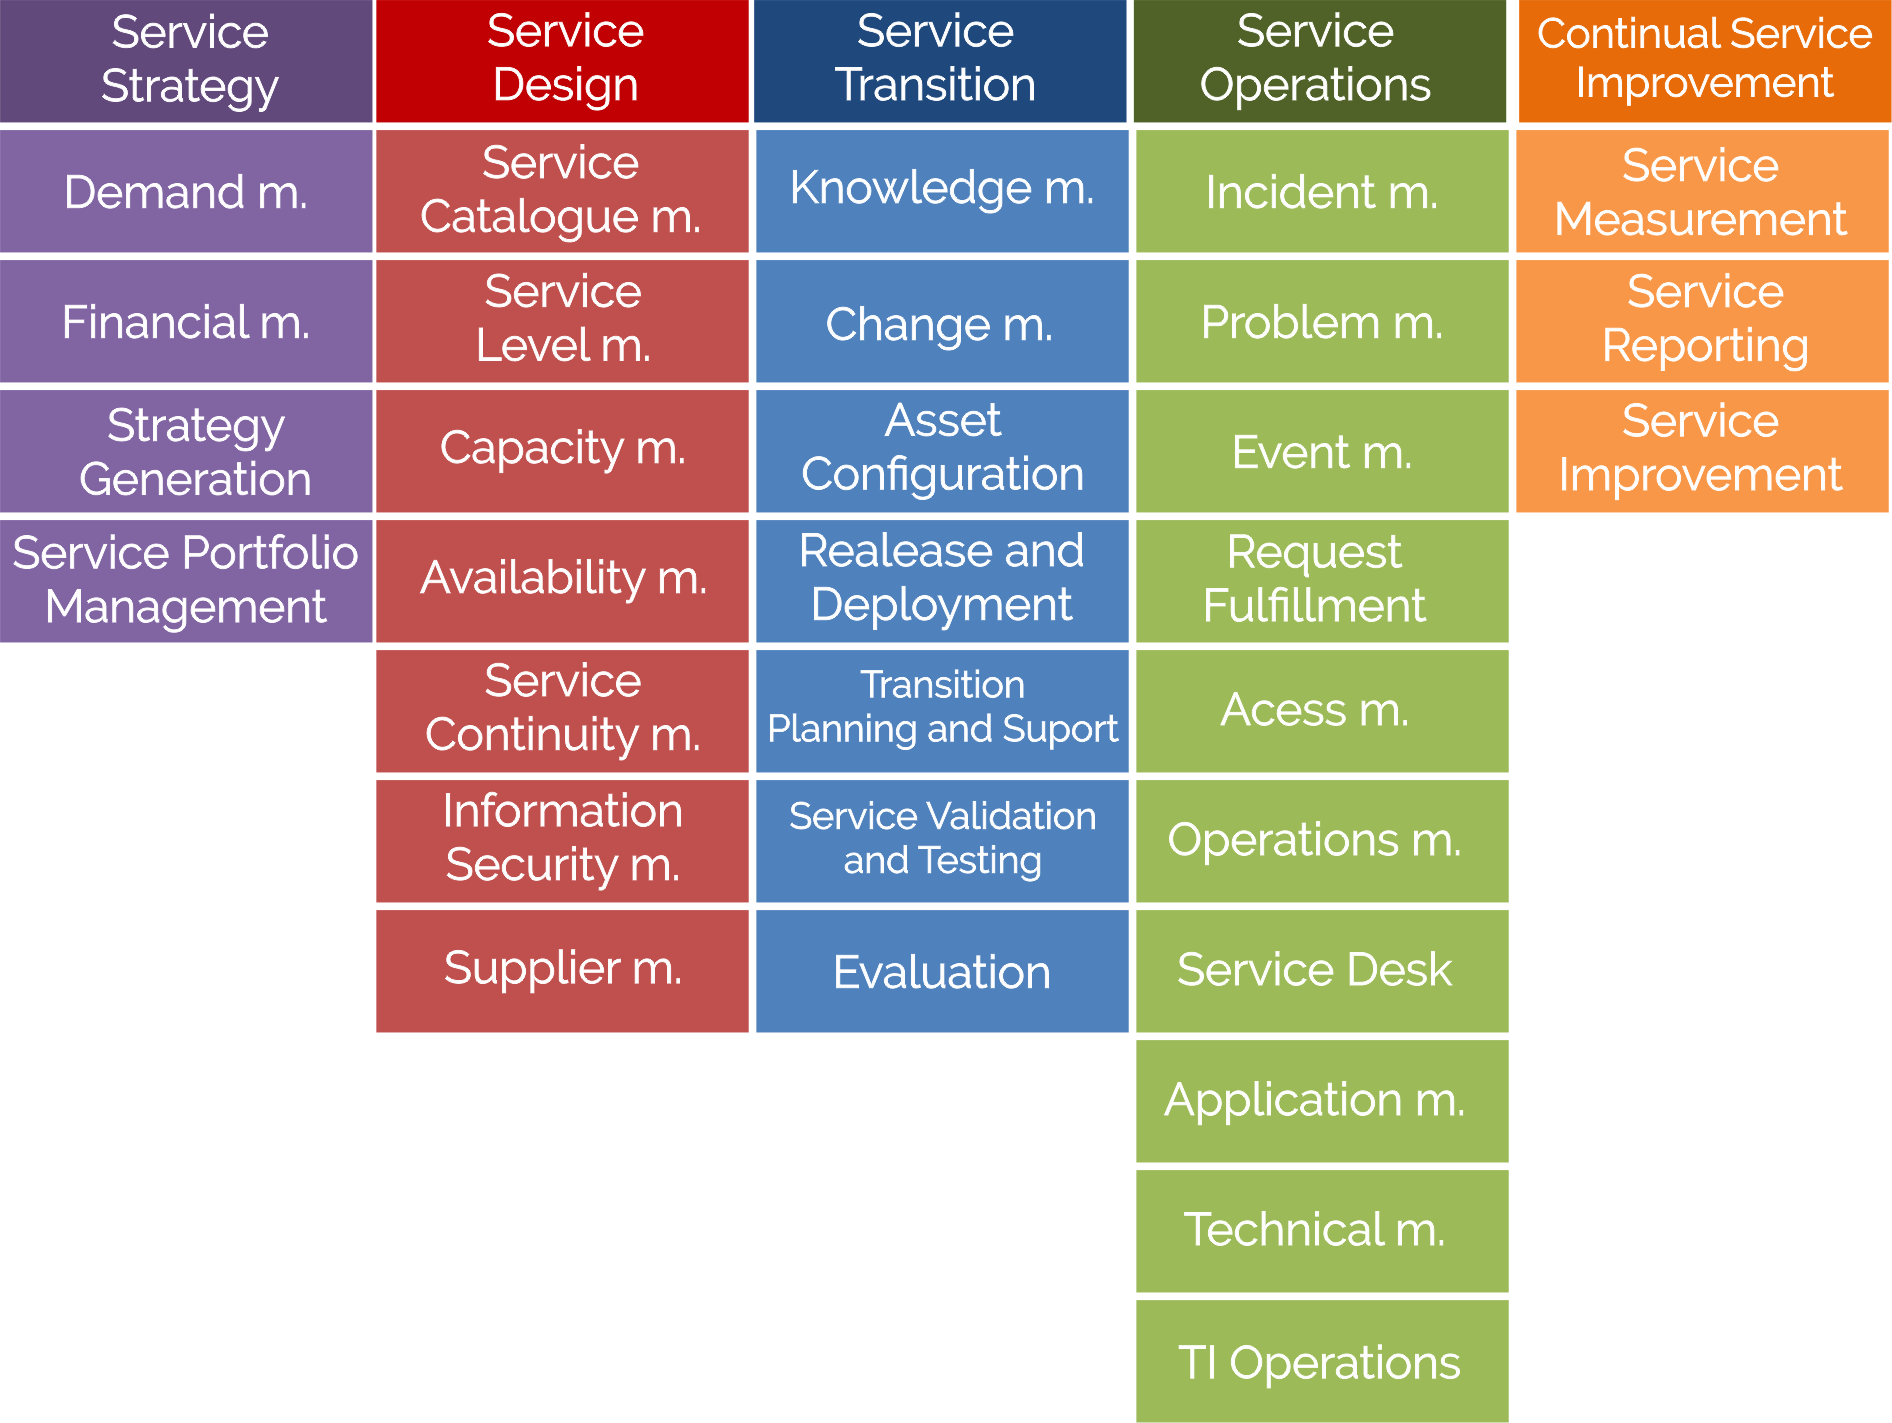 Service
Strategy
Service
Design
Service
Transition
Service
Operations
Continual Service
Improvement
Demand m.
Service
Catalogue m.
Knowledge m.
Incident m.
Service
Measurement
Financial m.
Service
Level m.
Change m.
Problem m.
Service
Reporting
Strategy
Generation
Capacity m.
Asset
Configuration
Event m.
Service
Improvement
Service Portfolio
Management
Availability m.
Realease and
Deployment
Request
Fulfillment
Service
Continuity m.
Transition
Planning and Suport
Acess m.
Information
Security m.
Service Validation
and Testing
Operations m.
Supplier m.
Evaluation
Service Desk
Application m.
Technical m.
TI Operations